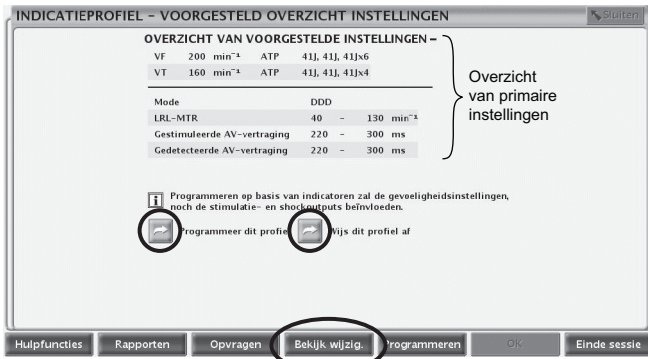 INDICATIEPROFIEL – VOORGESTELD OVERZICHT INSTELLINGEN
Sluiten
OVERZICHT VAN VOORGESTELDE INSTELLINGEN –
VF 200 min⁻¹ ATP 41J, 41J, 41Jx6
VT 160 min⁻¹ ATP 41J, 41J, 41Jx4
Overzicht
van primaire
instellingen
Mode DDD
LRL-MTR 40 – 130 min⁻¹
Gestimuleerde AV-vertraging 220 – 300 ms
Gedetecteerde AV-vertraging 220 – 300 ms
i Programmeren op basis van indicatoren zal de gevoeligheidsinstellingen,
noch de stimulatie- en shockoutputs beïnvloeden.
Programmeer dit profiel Wijs dit profiel af
Hulpfuncties Rapporten Opvragen Bekijk wijzig. Programmeren OK Einde sessie